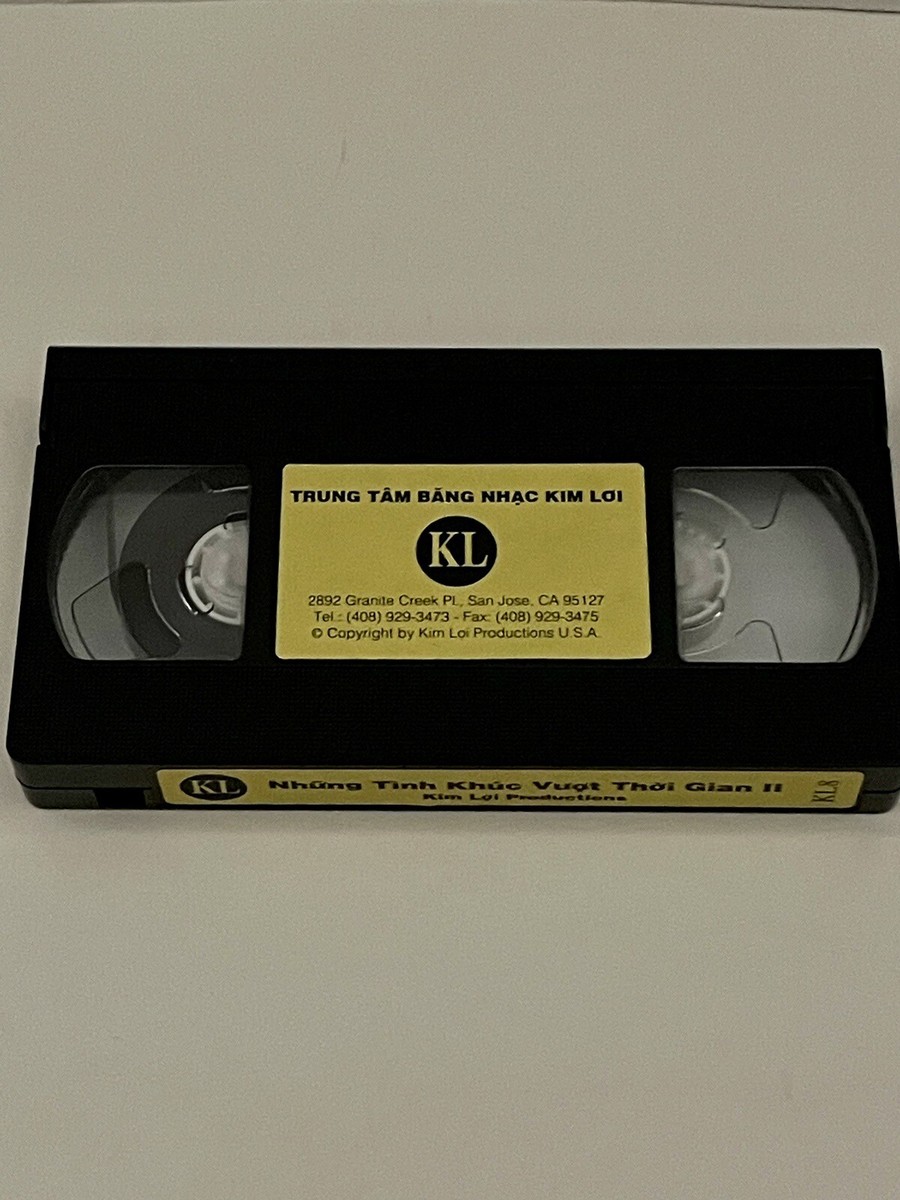 TRUNG TÂM BĂNG NHẠC KIM LỢI
KL
2892 Granite Creek Pl., San Jose, CA 95127
Tel.: (408) 929-3473 - Fax: (408) 929-3475
© Copyright by Kim Lợi Productions U.S.A.
KL Những Tình Khúc Vượt Thời Gian II KL8
Kim Lợi Productions